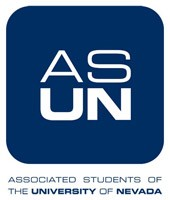 AS
UN
ASSOCIATED STUDENTS OF
THE UNIVERSITY OF NEVADA